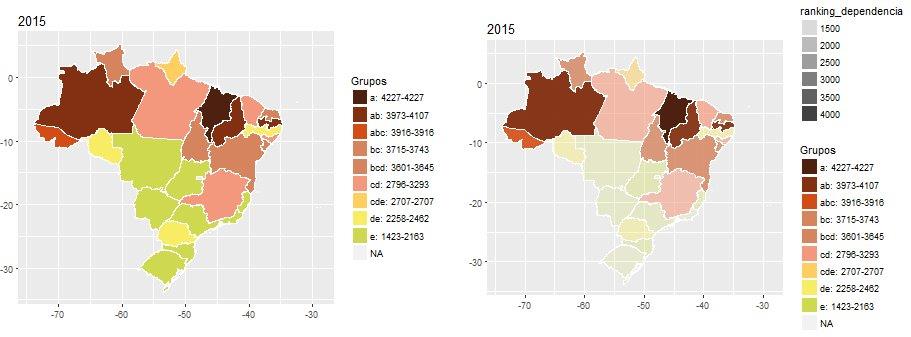 2015
0
-10
-20
-30
-70
-60
-50
-40
-30
Grupos
a: 4227-4227
ab: 3973-4107
abc: 3916-3916
bc: 3715-3743
bcd: 3601-3645
cd: 2796-3293
cde: 2707-2707
de: 2258-2462
e: 1423-2163
NA
2015
0
-10
-20
-30
-70
-60
-50
-40
-30
ranking_dependencia
1500
2000
2500
3000
3500
4000
Grupos
a: 4227-4227
ab: 3973-4107
abc: 3916-3916
bc: 3715-3743
bcd: 3601-3645
cd: 2796-3293
cde: 2707-2707
de: 2258-2462
e: 1423-2163
NA